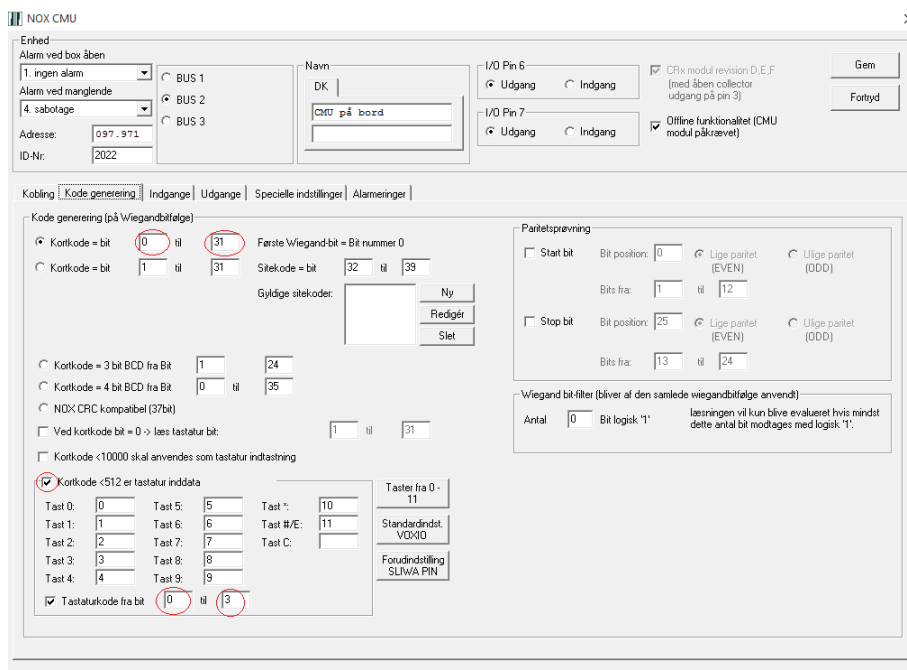 NOX CMU
Enhed
Alarm ved box åben
1. ingen alarm
Alarm ved manglende
4. sabotage
Adresse: 097.971
ID-Nr: 2022
BUS 1
BUS 2
BUS 3
Navn
DK
CMU på bord
I/O Pin 6
Udgang Indgang
I/O Pin 7
Udgang Indgang
CRx modul revision D,E,F
(med åben collector
udgang på pin 3)
Offline funktionalitet (CMU
modul påkrævet)
Gem
Fortryd
Kobling Kode generering Indgange Udgange Specielle indstillinger Alarmeringer
Kode generering (på Wiegandbitfølge)
Kortkode = bit 0 til 31 Første Wiegand-bit = Bit nummer 0
Kortkode = bit 1 til 31 Sitekode = bit 32 til 39
Gyldige sitekoder:
Ny
Redigér
Slet
Kortkode = 3 bit BCD fra Bit 1 24
Kortkode = 4 bit BCD fra Bit 0 til 35
NOX CRC kompatibel (37bit)
Ved kortkode bit = 0 -> læs tastatur bit: 1 til 31
Kortkode <10000 skal anvendes som tastatur indtastning
Kortkode <512 er tastatur inddata
Tast 0: 0 Tast 5: 5 Tast *: 10
Tast 1: 1 Tast 6: 6 Tast #/E: 11
Tast 2: 2 Tast 7: 7 Tast C:
Tast 3: 3 Tast 8: 8
Tast 4: 4 Tast 9: 9
Tastaturkode fra bit 0 til 3
Taster fra 0 -
11
Standardindst.
VOXIO
Forudindstilling
SLIWA PIN
Paritetsprøvning
Start bit Bit position: 0 Lige paritet
(EVEN) Ulige paritet
(ODD)
Bits fra: 1 til 12
Stop bit Bit position: 25 Lige paritet
(EVEN) Ulige paritet
(ODD)
Bits fra: 13 til 24
Wiegand bit-filter (bliver af den samlede wiegandbitfølge anvendt)
Antal 0 Bit logisk '1' læsningen vil kun blive evalueret hvis mindst
dette antal bit modtages med logisk '1'.